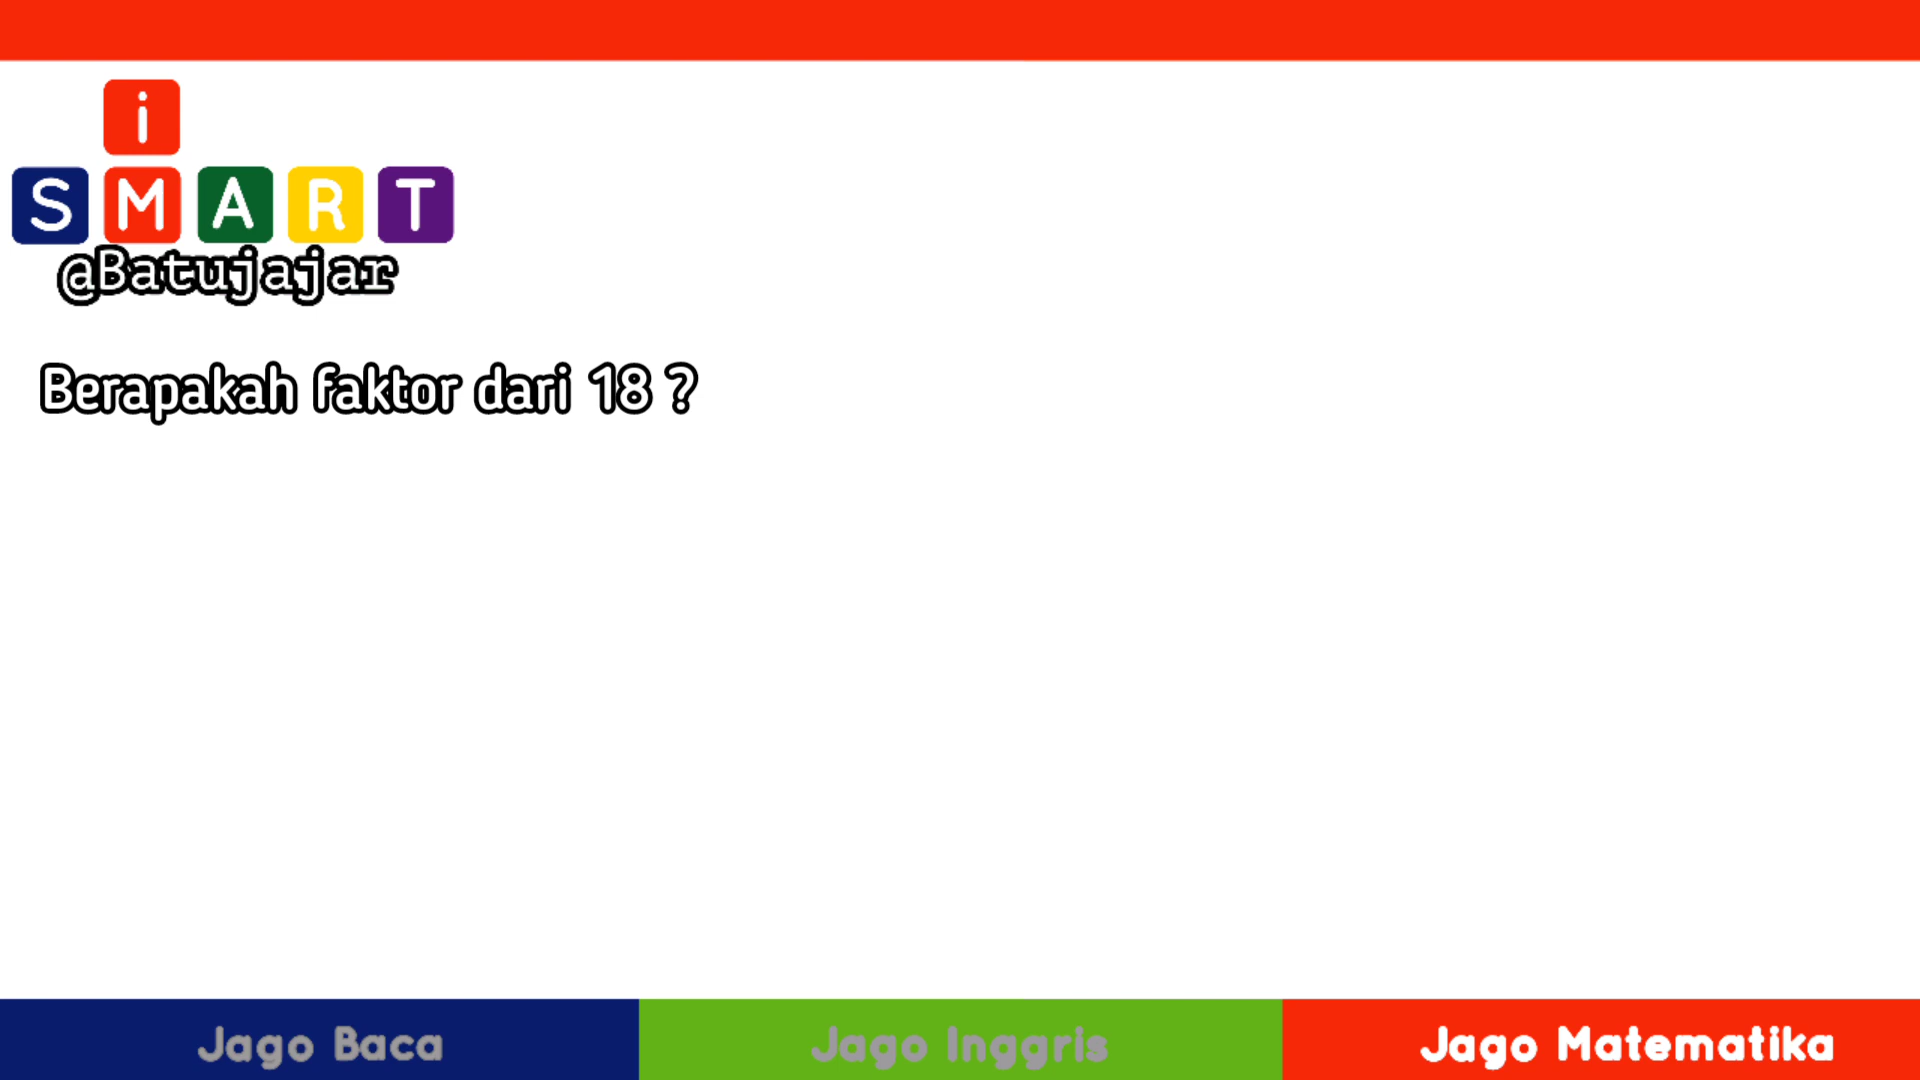 i
SMART
@Batujajar
Berapakah faktor dari 18 ?
Jago Baca
Jago Inggris
Jago Matematika